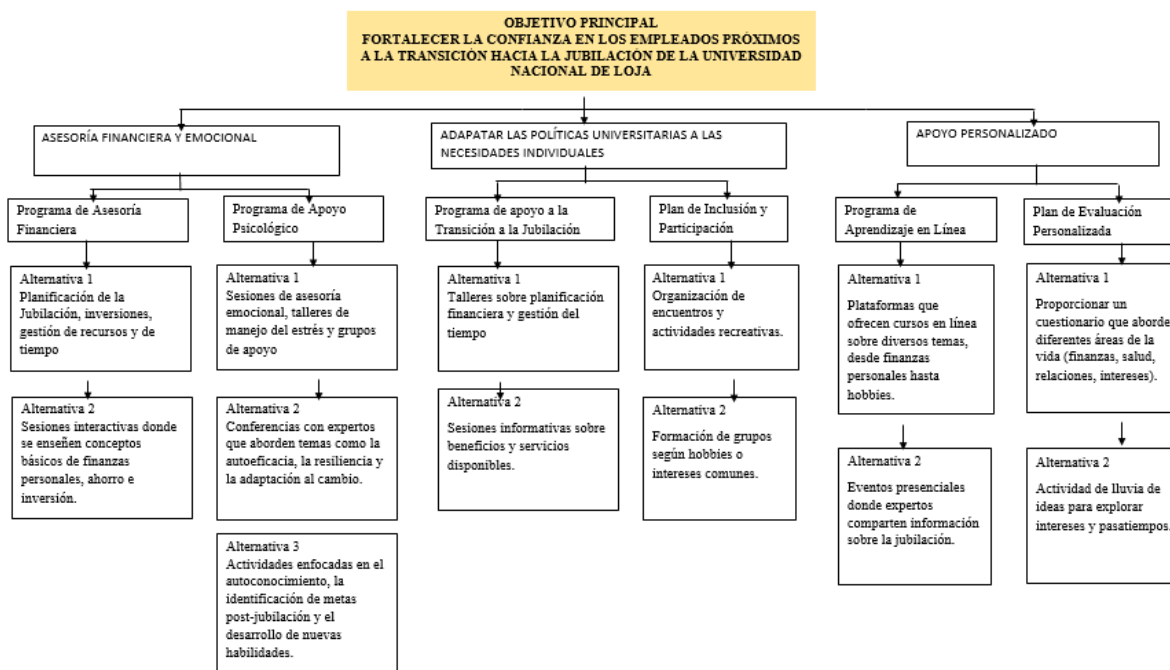 OBJETIVO PRINCIPAL
FORTALECER LA CONFIANZA EN LOS EMPLEADOS PRÓXIMOS
A LA TRANSICIÓN HACIA LA JUBILACIÓN DE LA UNIVERSIDAD
NACIONAL DE LOJA
ASESORÍA FINANCIERA Y EMOCIONAL
ADAPATAR LAS POLÍTICAS UNIVERSITARIAS A LAS
NECESIDADES INDIVIDUALES
APOYO PERSONALIZADO
Programa de Asesoría
Financiera
Programa de Apoyo
Psicológico
Programa de apoyo a la
Transición a la Jubilación
Plan de Inclusión y
Participación
Programa de
Aprendizaje en Línea
Plan de Evaluación
Personalizada
Alternativa 1
Planificación de la
Jubilación, inversiones,
gestión de recursos y de
tiempo
Alternativa 1
Sesiones de asesoría
emocional, talleres de
manejo del estrés y grupos
de apoyo
Alternativa 1
Talleres sobre planificación
financiera y gestión del
tiempo
Alternativa 1
Organización de
encuentros y
actividades recreativas.
Alternativa 1
Plataformas que
ofrecen cursos en línea
sobre diversos temas,
desde finanzas
personales hasta
hobbies.
Alternativa 1
Proporcionar un
cuestionario que aborde
diferentes áreas de la
vida (finanzas, salud,
relaciones, intereses).
Alternativa 2
Sesiones interactivas donde
se enseñen conceptos
básicos de finanzas
personales, ahorro e
inversión.
Alternativa 2
Conferencias con expertos
que aborden temas como la
autoeficacia, la resiliencia y
la adaptación al cambio.
Alternativa 2
Sesiones informativas sobre
beneficios y servicios
disponibles.
Alternativa 2
Formación de grupos
según hobbies o
intereses comunes.
Alternativa 2
Eventos presenciales
donde expertos
comparten información
sobre la jubilación.
Alternativa 2
Actividad de lluvia de
ideas para explorar
intereses y pasatiempos.
Alternativa 3
Actividades enfocadas en el
autoconocimiento, la
identificación de metas
post-jubilación y el
desarrollo de nuevas
habilidades.